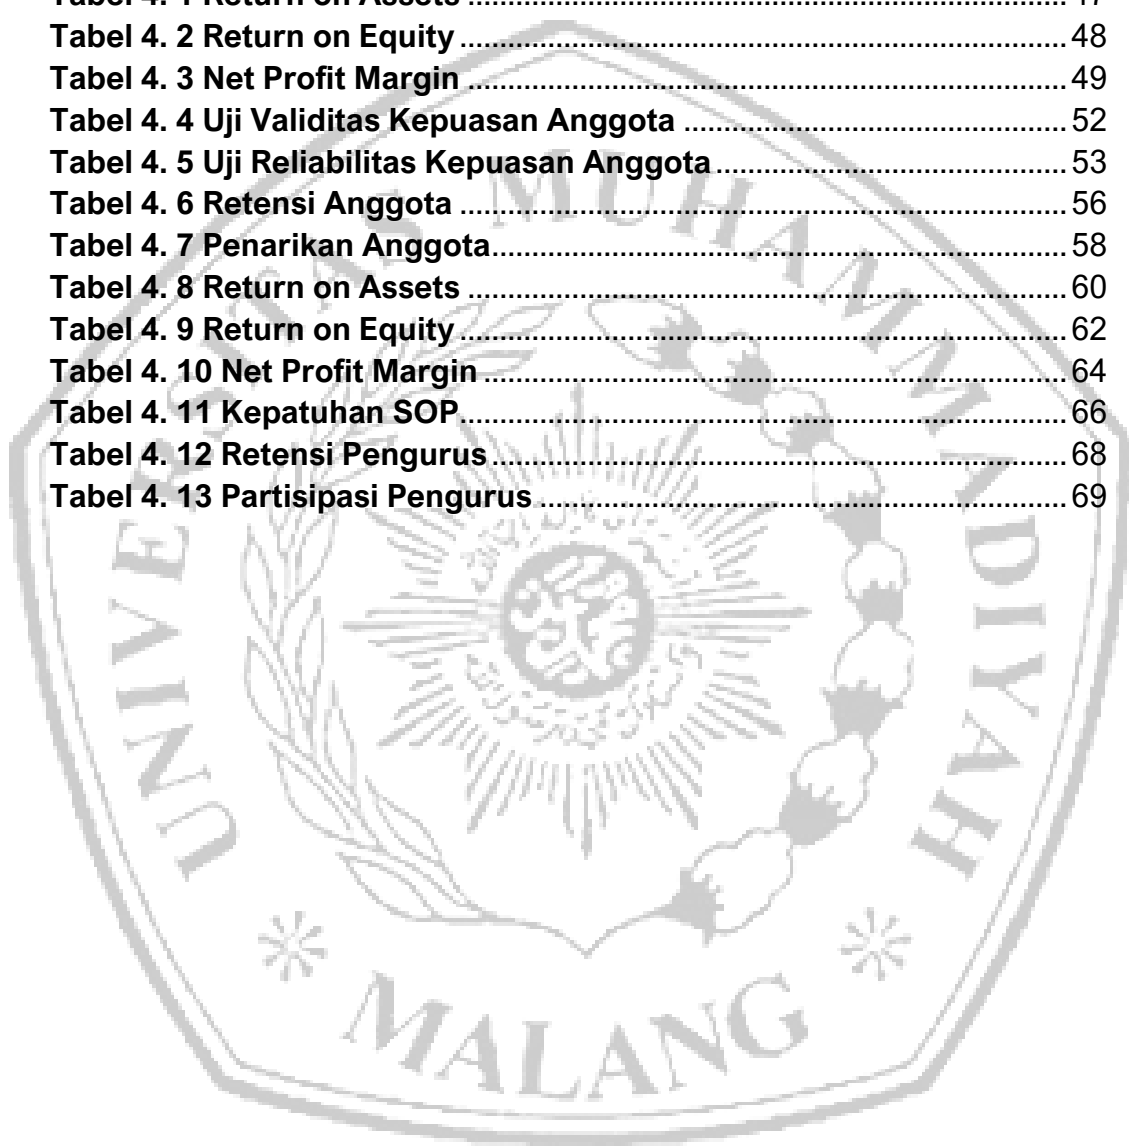 Tabel 4. 1 Return on Assets ........................................................................ 47
Tabel 4. 2 Return on Equity ........................................................................ 48
Tabel 4. 3 Net Profit Margin ........................................................................ 49
Tabel 4. 4 Uji Validitas Kepuasan Anggota .............................................. 52
Tabel 4. 5 Uji Reliabilitas Kepuasan Anggota .......................................... 53
Tabel 4. 6 Retensi Anggota ........................................................................ 56
Tabel 4. 7 Penarikan Anggota .................................................................... 58
Tabel 4. 8 Return on Assets ........................................................................ 60
Tabel 4. 9 Return on Equity ........................................................................ 62
Tabel 4. 10 Net Profit Margin ...................................................................... 64
Tabel 4. 11 Kepatuhan SOP ........................................................................ 66
Tabel 4. 12 Retensi Pengurus .................................................................... 68
Tabel 4. 13 Partisipasi Pengurus ............................................................... 69
UNIVERSITAS MUHAMMADIYAH
MALANG